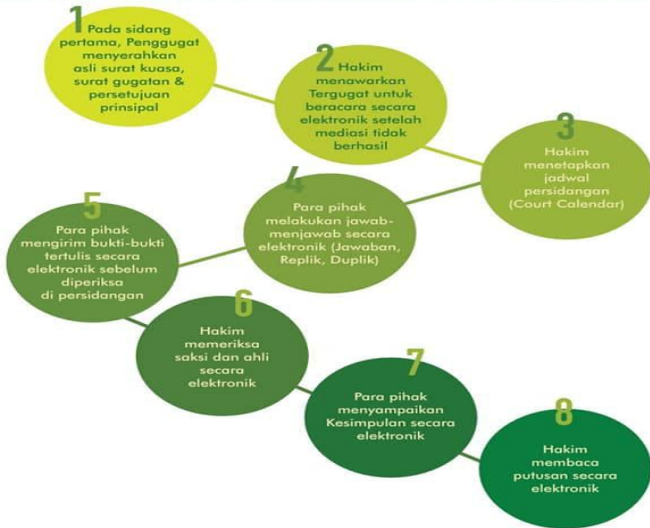 1
Pada sidang
pertama, Penggugat
menyerahkan
asli surat kuasa,
surat gugatan &
persetujuan
prinsipal
2
Hakim
menawarkan
Tergugat untuk
beracara secara
elektronik setelah
mediasi tidak
berhasil
3
Hakim
menetapkan
jadwal
persidangan
(Court Calendar)
4
Para pihak
melakukan jawab-
menjawab secara
elektronik (Jawaban,
Replik, Duplik)
5
Para pihak
mengirim bukti-bukti
tertulis secara
elektronik sebelum
diperiksa
di persidangan
6
Hakim
memeriksa
saksi dan ahli
secara
elektronik
7
Para pihak
menyampaikan
Kesimpulan secara
elektronik
8
Hakim
membaca
putusan secara
elektronik